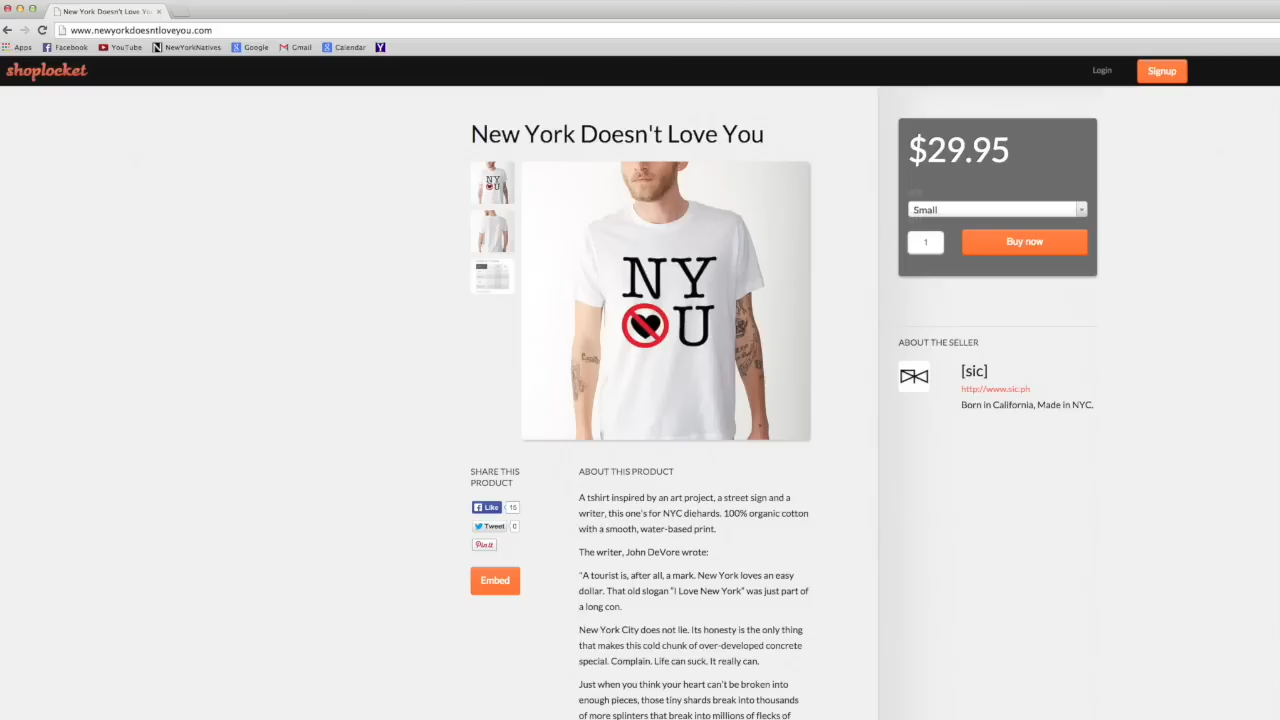 New York Doesn't Love You
www.newyorkdoesntloveyou.com
Apps Facebook YouTube NewYorkNatives Google Gmail Calendar
shoplocket Login Signup
New York Doesn't Love You
NY
U
$29.95
Small
1 Buy now
ABOUT THE SELLER
[sic]
http://www.sic.ph
Born in California, Made in NYC.
SHARE THIS
PRODUCT
Like 15
Tweet 0
Pin it
Embed
ABOUT THIS PRODUCT
A tshirt inspired by an art project, a street sign and a
writer, this one's for NYC diehards. 100% organic cotton
with a smooth, water-based print.
The writer, John DeVore wrote:
"A tourist is, after all, a mark. New York loves an easy
dollar. That old slogan "I Love New York" was just part of
a long con.
New York City does not lie. Its honesty is the only thing
that makes this cold chunk of over-developed concrete
special. Complain. Life can suck. It really can.
Just when you think your heart can't be broken into
enough pieces, those tiny shards break into thousands
of more splinters that break into millions of flecks of